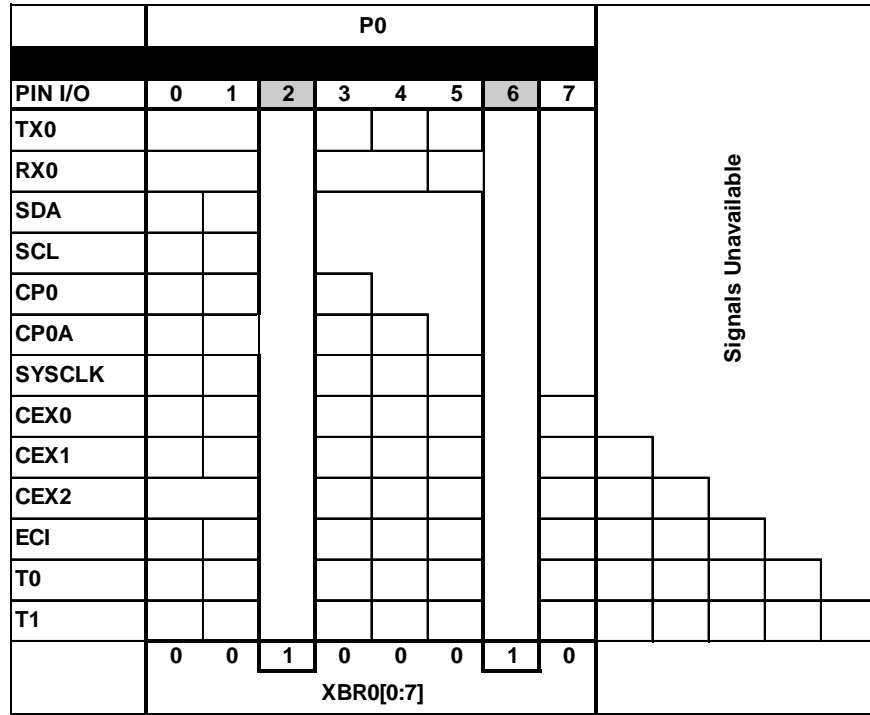 P0
PIN I/O 0 1 2 3 4 5 6 7
TX0
RX0
SDA
SCL
CP0
CP0A
SYSCLK
CEX0
CEX1
CEX2
ECI
T0
T1
Signals Unavailable
0 0 1 0 0 0 1 0
XBR0[0:7]